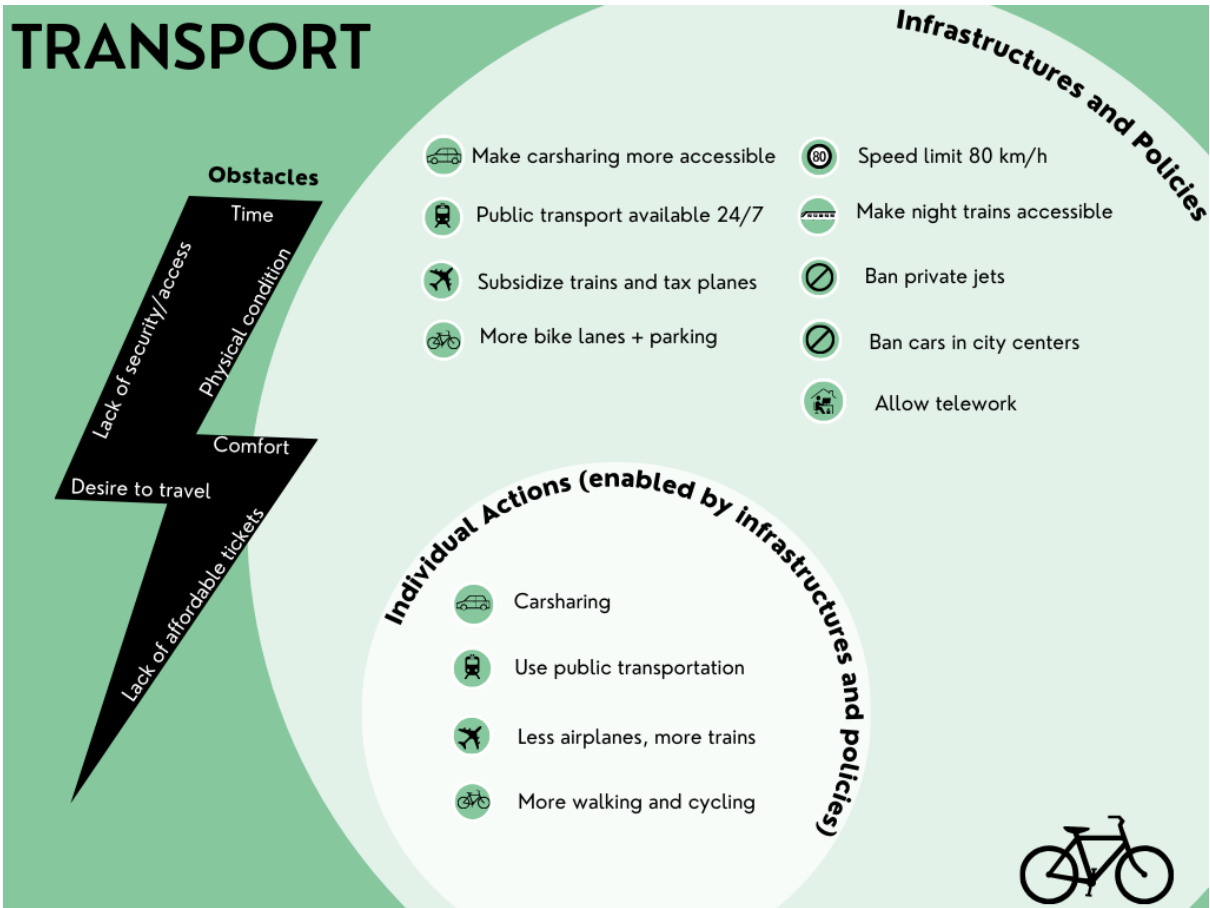 TRANSPORT
Obstacles
Time
Lack of security/access
Physical condition
Comfort
Desire to travel
Lack of affordable tickets
Infrastructures and Policies
Make carsharing more accessible
Public transport available 24/7
Subsidize trains and tax planes
More bike lanes + parking
80
Speed limit 80 km/h
Make night trains accessible
Ban private jets
Ban cars in city centers
Allow telework
Individual Actions (enabled by infrastructures and policies)
Carsharing
Use public transportation
Less airplanes, more trains
More walking and cycling